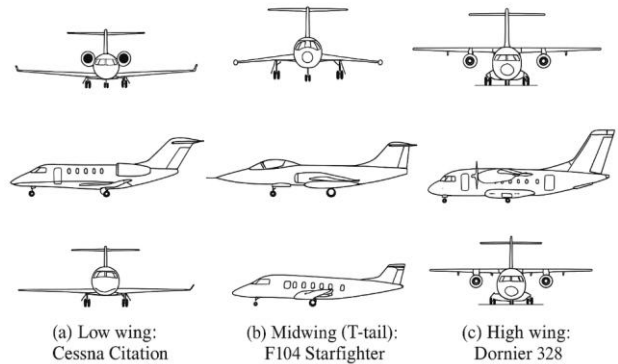 (a) Low wing:
Cessna Citation
(b) Midwing (T-tail):
F104 Starfighter
(c) High wing:
Dornier 328